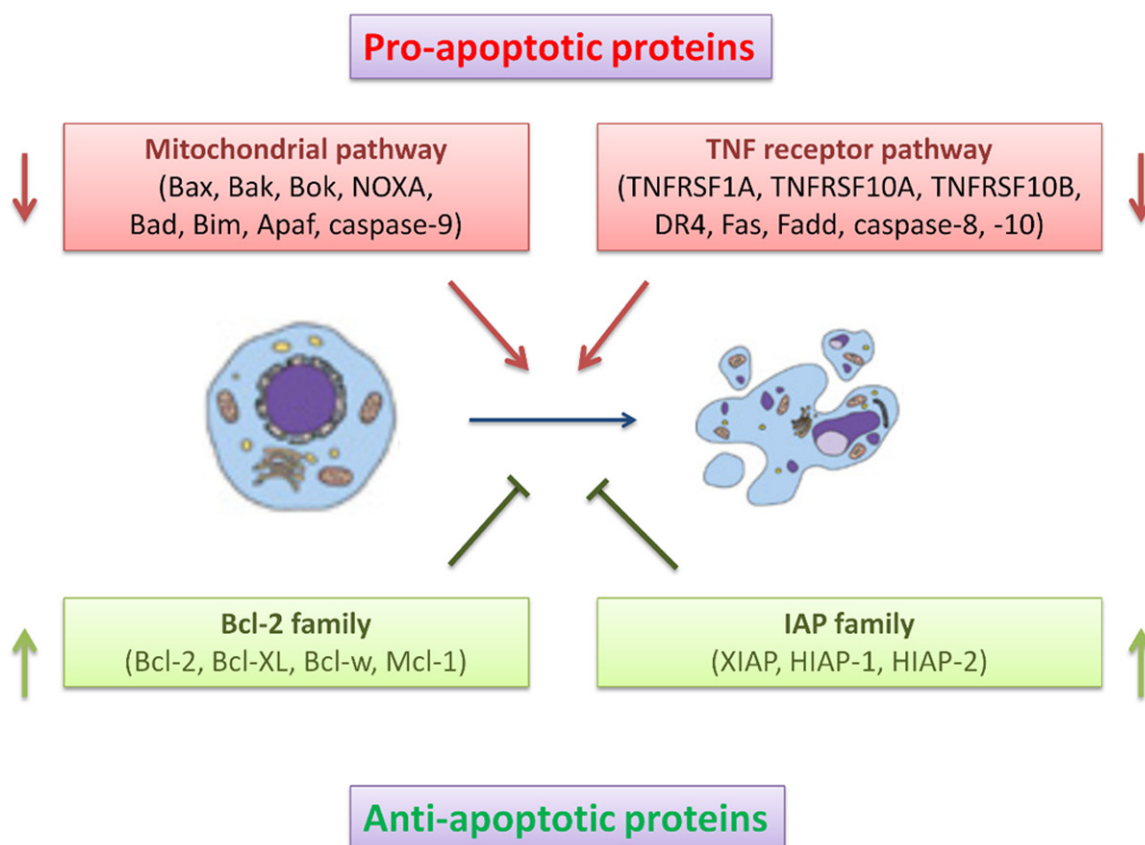 Pro-apoptotic proteins
Mitochondrial pathway
(Bax, Bak, Bok, NOXA,
Bad, Bim, Apaf, caspase-9)
TNF receptor pathway
(TNFRSF1A, TNFRSF10A, TNFRSF10B,
DR4, Fas, Fadd, caspase-8, -10)
Bcl-2 family
(Bcl-2, Bcl-XL, Bcl-w, Mcl-1)
IAP family
(XIAP, HIAP-1, HIAP-2)
Anti-apoptotic proteins